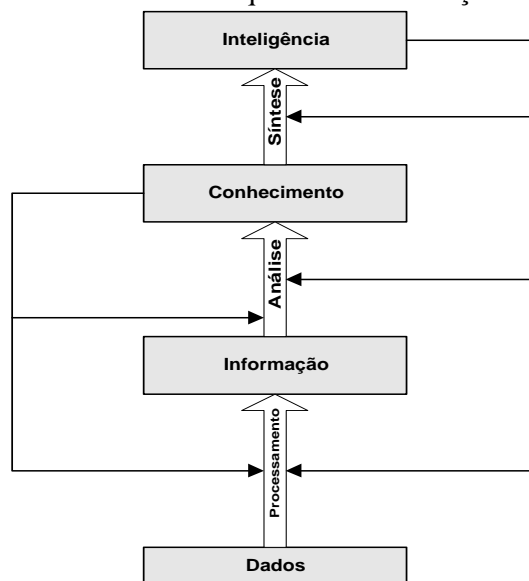 Inteligência
Síntese
Conhecimento
Análise
Informação
Processamento
Dados